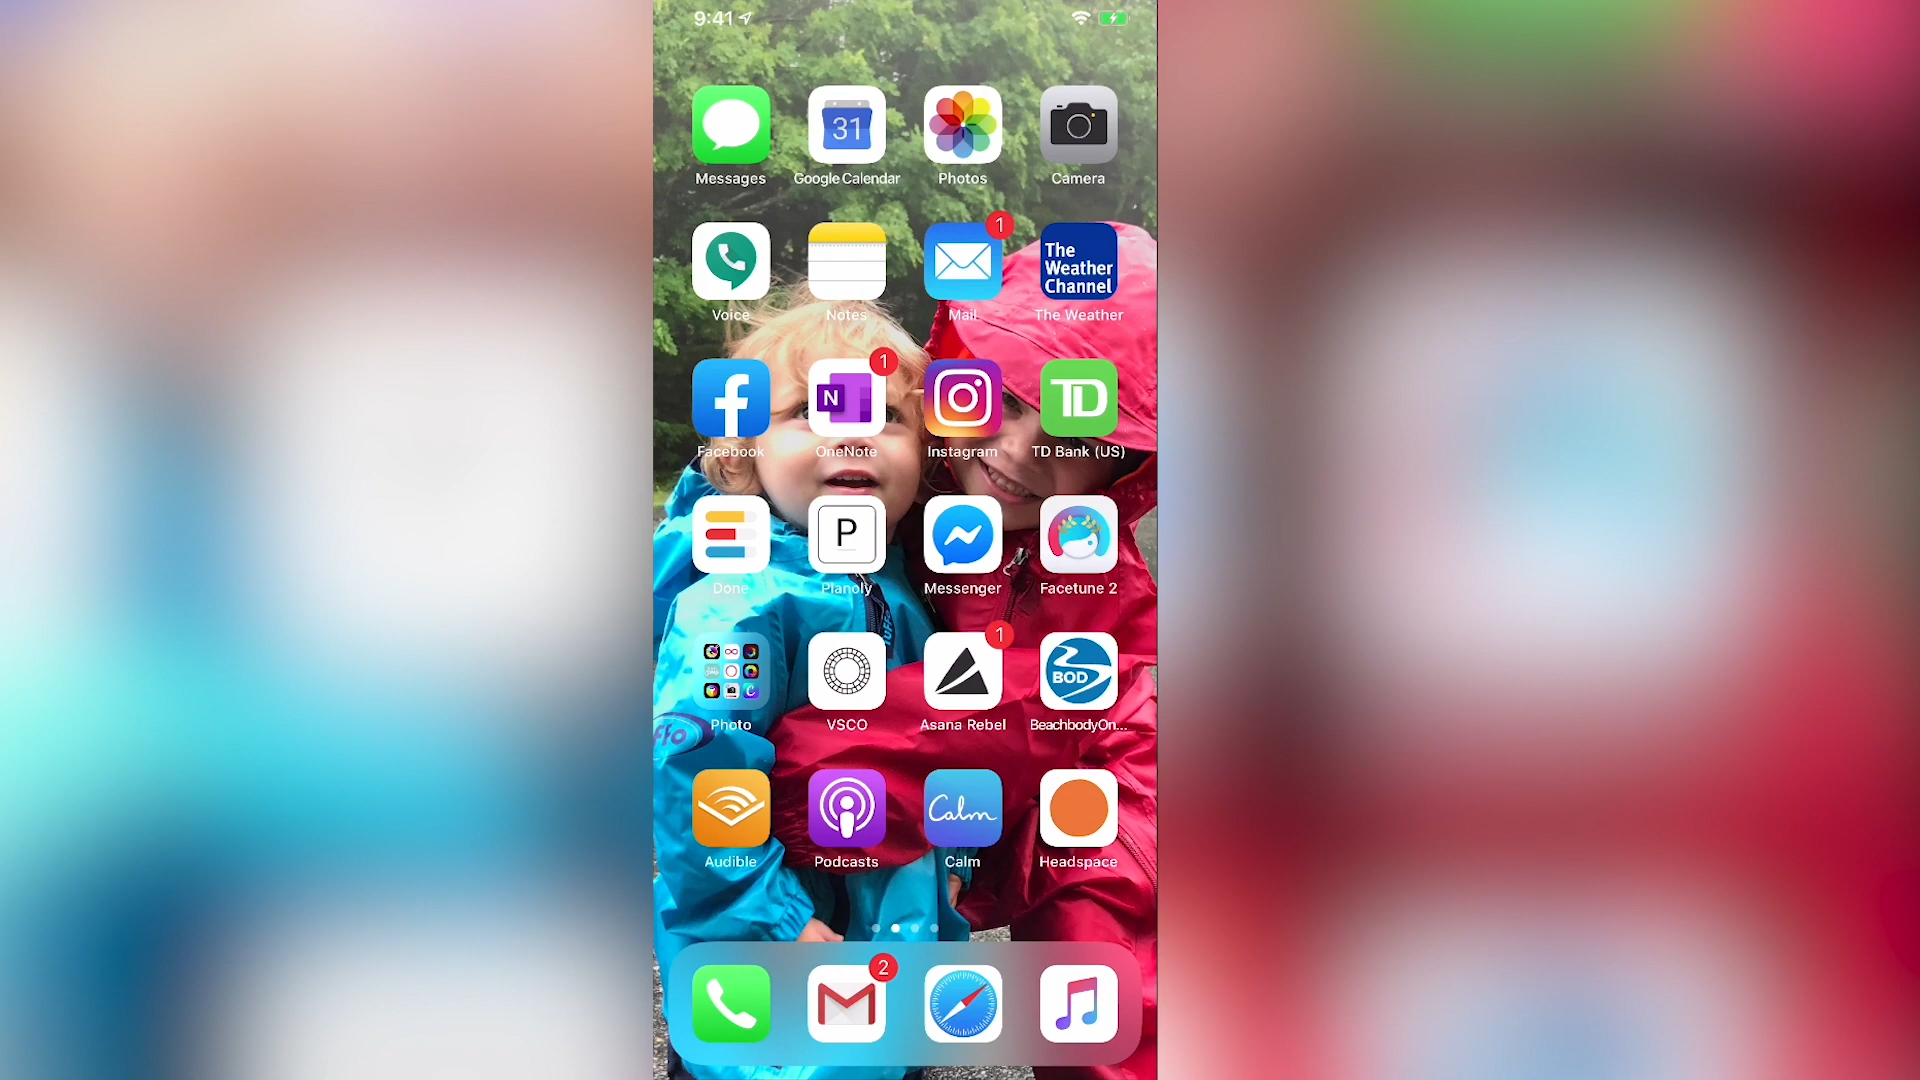 9:41
31
Messages Google Calendar Photos Camera
1
The
Weather
Channel
Voice Notes Mail The Weather
1
N
TD
Facebook OneNote Instagram TD Bank (US)
P
Done Planoly Messenger Facetune 2
1
BOD
Photo VSCO Asana Rebel BeachbodyOn...
Calm
Audible Podcasts Calm Headspace
2